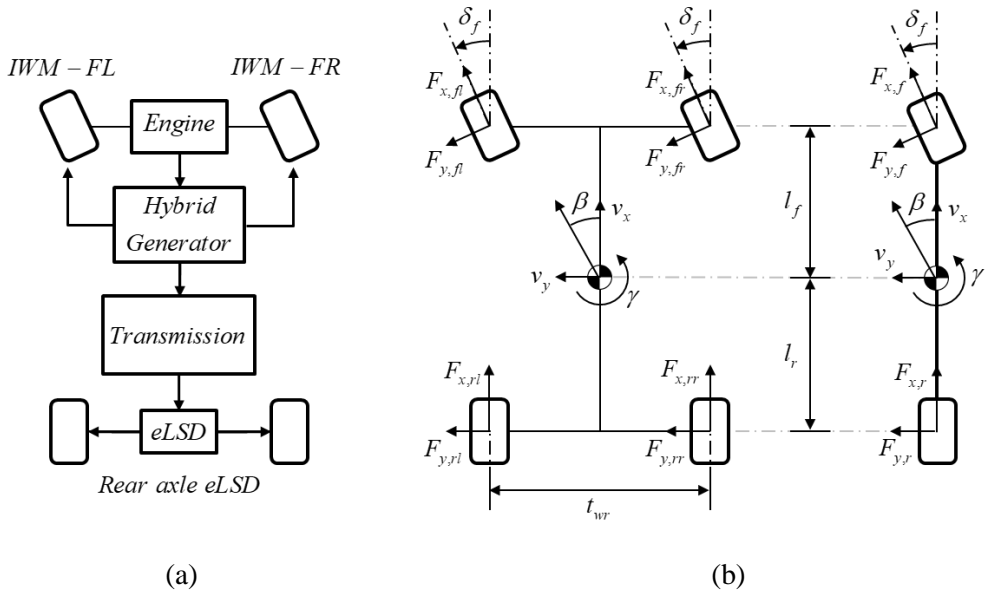 IWM – FL
IWM – FR
Engine
Hybrid
Generator
Transmission
eLSD
Rear axle eLSD
(a)
δf
δf
δf
Fx,fl
Fx,fr
Fx,f
Fy,fl
Fy,fr
Fy,f
β
vx
lf
β
vx
vy
γ
vy
γ
lr
Fx,rl
Fx,rr
Fx,r
Fy,rl
Fy,rr
Fy,r
twr
(b)